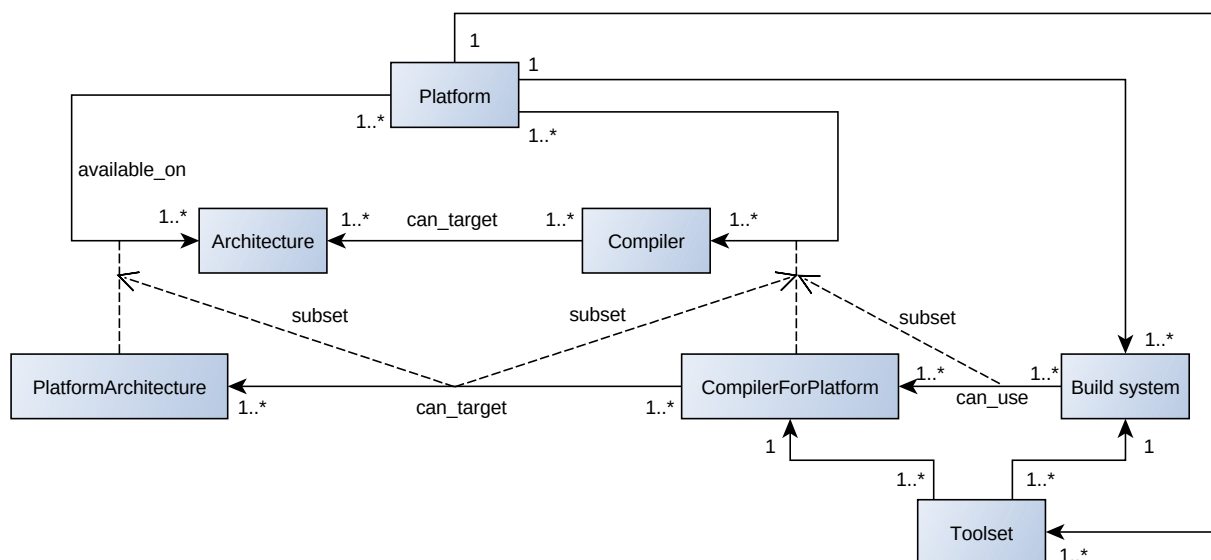 1
1
Platform
1..*
1..*
available_on
1..*
1..*
can_target
1..*
1..*
Architecture
Compiler
subset
subset
subset
1..*
PlatformArchitecture
CompilerForPlatform
1..*
1..*
Build system
1..*
can_target
1..*
can_use
1
1..*
1..*
1
Toolset
1..*